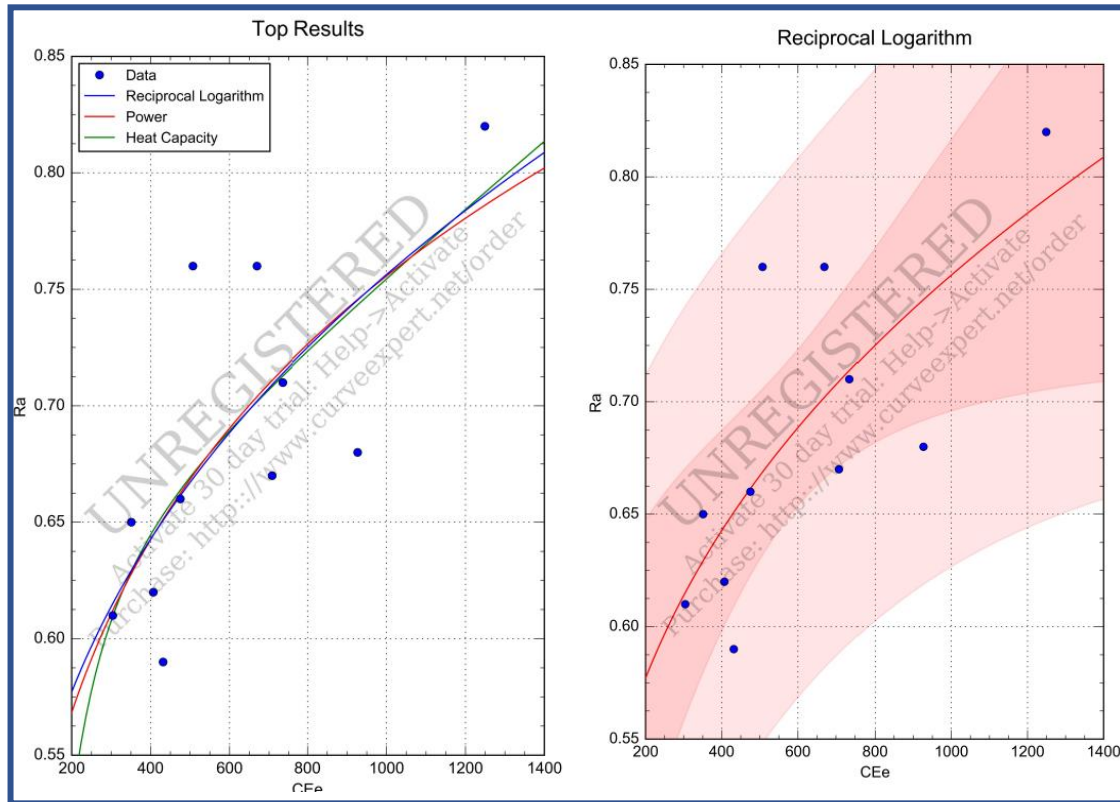 Top Results
0.85
0.80
0.75
0.70
0.65
0.60
0.55
Ra
200
400
600
800
1000
1200
1400
CEe
Data
Reciprocal Logarithm
Power
Heat Capacity
UNREGISTERED
Activate 30 day trial: Help->Activate
Purchase: http:://www.curveexpert.net/order
Reciprocal Logarithm
0.85
0.80
0.75
0.70
0.65
0.60
0.55
Ra
200
400
600
800
1000
1200
1400
CEe
UNREGISTERED
Activate 30 day trial: Help->Activate
Purchase: http:://www.curveexpert.net/order